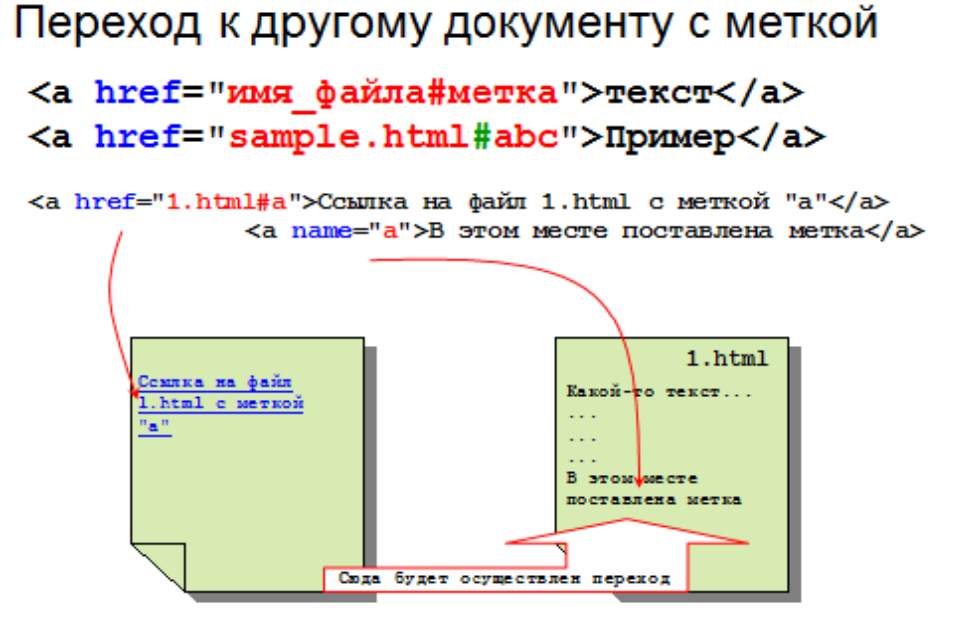 Переход к другому документу с меткой
<a href="имя_файла#метка">текст</a>
<a href="sample.html#abc">Пример</a>
<a href="1.html#a">Ссылка на файл 1.html с меткой "a"</a>
<a name="a">В этом месте поставлена метка</a>
Ссылка на файл
1.html с меткой
"a"
1.html
Какой-то текст...
...
...
...
В этом месте
поставлена метка
Сюда будет осуществлен переход